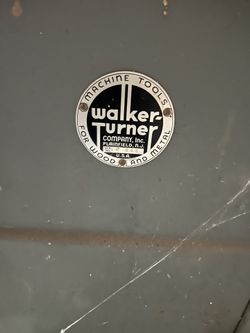 MACHINE TOOLS
Walker-
Turner
COMPANY, Inc.
PLAINFIELD, N.J.
U.S.A.
FOR WOOD AND METAL